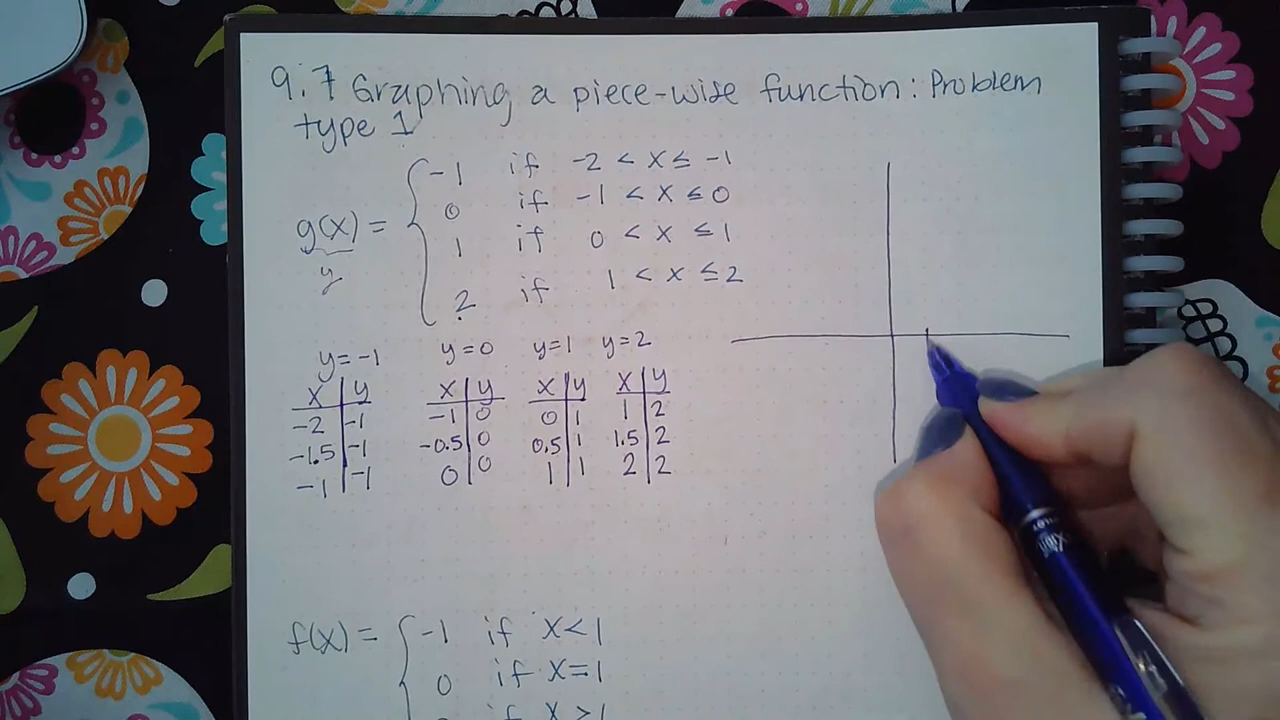 9.7 Graphing a piece-wise function: Problem
type 1
g(x) = { -1 if -2 < x ≤ -1
0 if -1 < x ≤ 0
1 if 0 < x ≤ 1
2 if 1 < x ≤ 2
y
y=-1 y=0 y=1 y=2
x | y x | y x | y x | y
-2 | -1 -1 | 0 0 | 1 1 | 2
-1.5 | -1 -0.5 | 0 0.5 | 1 1.5 | 2
-1 | -1 0 | 0 1 | 1 2 | 2
f(x) = { -1 if x<1
0 if x=1
if x>1